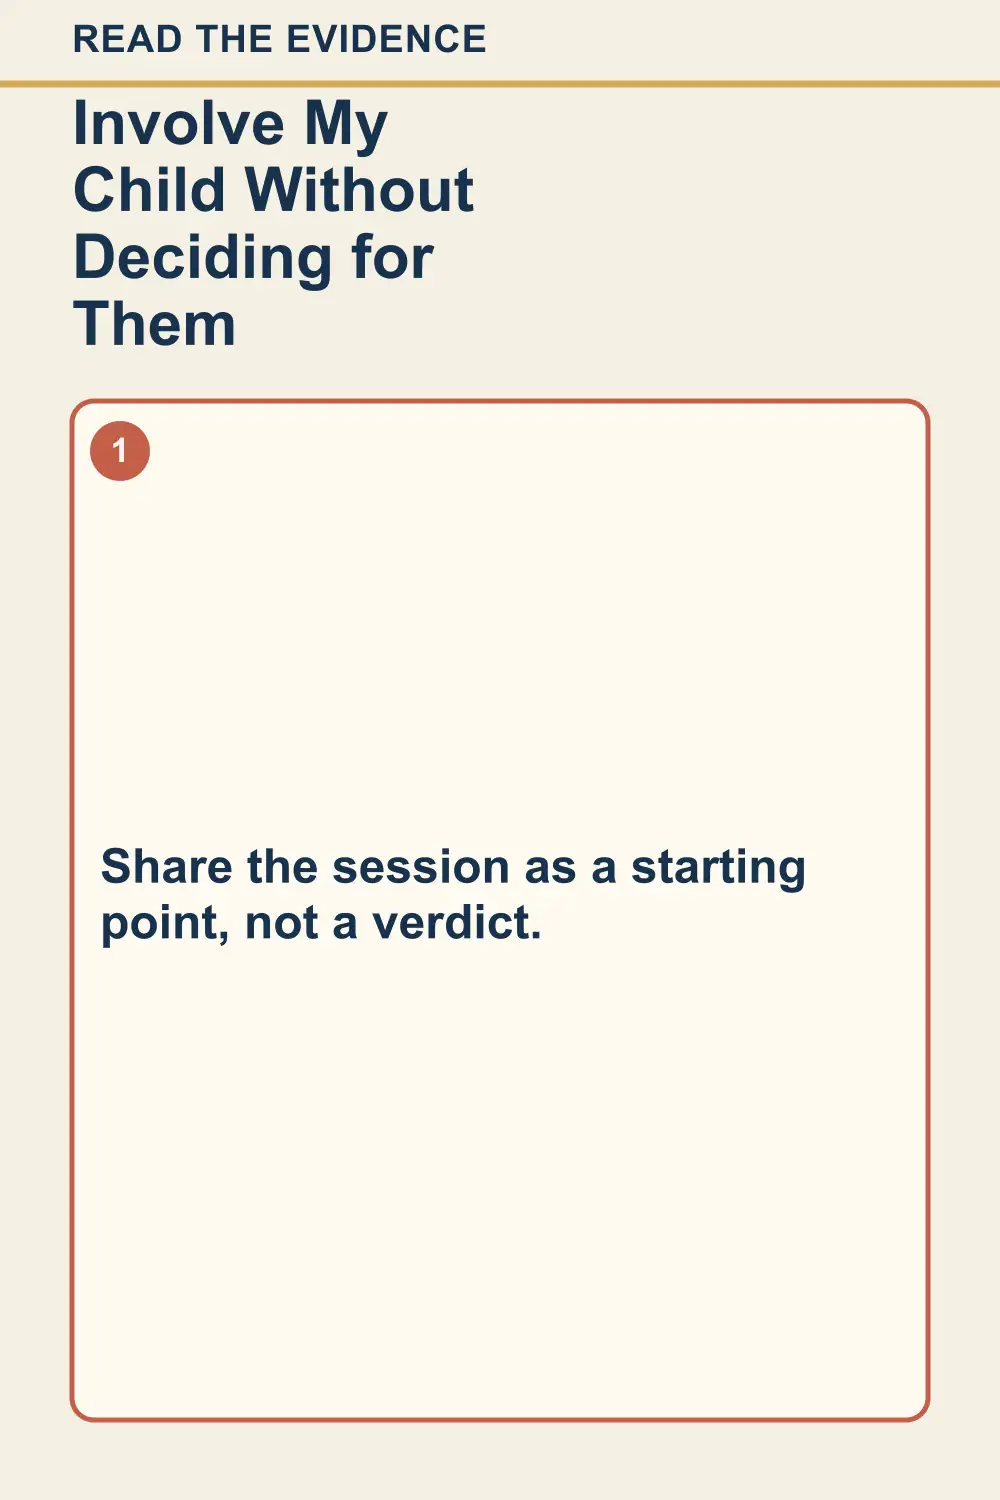 READ THE EVIDENCE
Involve My
Child Without
Deciding for
Them
1
Share the session as a starting
point, not a verdict.